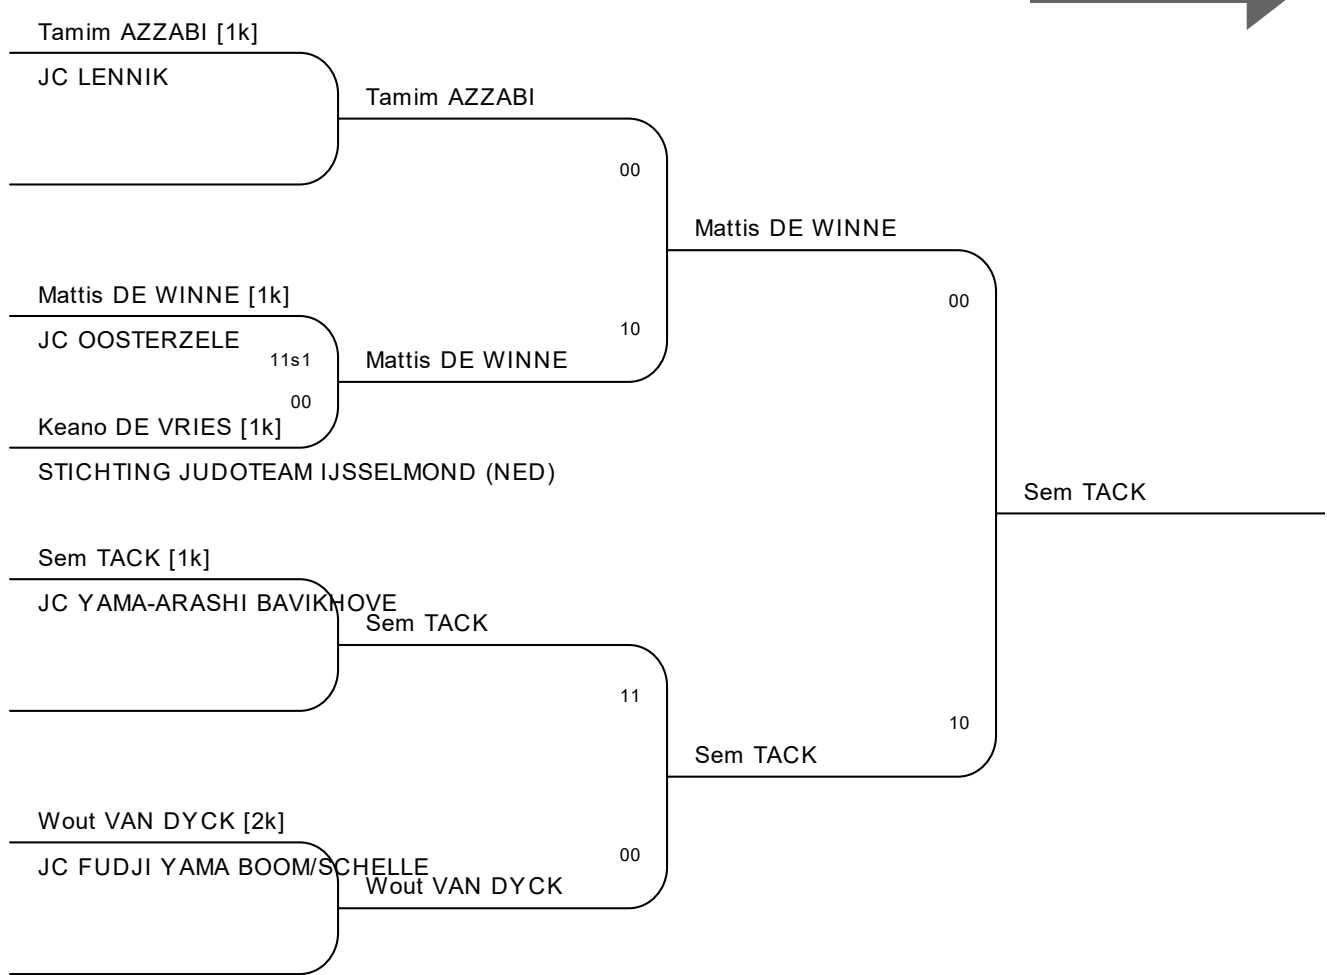 Tamim AZZABI [1k]
JC LENNIK
Tamim AZZABI
00
Mattis DE WINNE
Mattis DE WINNE [1k]
00
10
JC OOSTERZELE
11s1
Mattis DE WINNE
00
Keano DE VRIES [1k]
STICHTING JUDOTEAM IJSSELMOND (NED)
Sem TACK
Sem TACK [1k]
JC YAMA-ARASHI BAVIKHOVE
Sem TACK
11
10
Sem TACK
Wout VAN DYCK [2k]
00
JC FUDJI YAMA BOOM/SCHELLE
Wout VAN DYCK